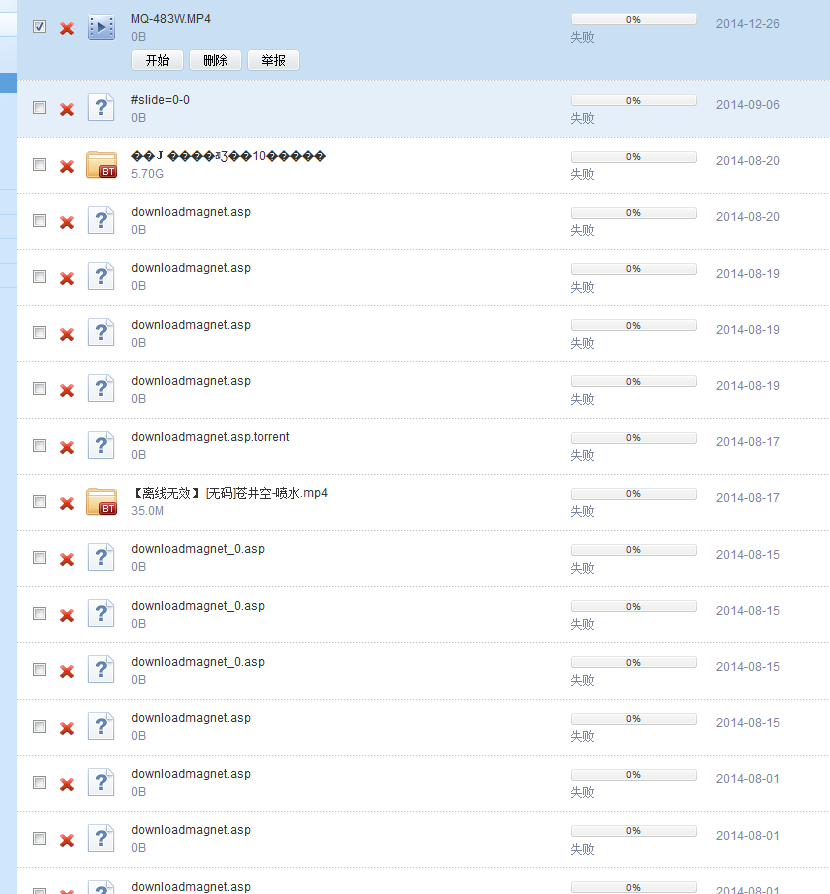 MQ-483W.MP4
0%
2014-12-26
0B
失败
开始 删除 举报
#slide=0-0
0%
2014-09-06
0B
失败
0%
2014-08-20
5.70G
失败
downloadmagnet.asp
0%
2014-08-20
0B
失败
downloadmagnet.asp
0%
2014-08-19
0B
失败
downloadmagnet.asp
0%
2014-08-19
0B
失败
downloadmagnet.asp
0%
2014-08-19
0B
失败
downloadmagnet.asp.torrent
0%
2014-08-17
0B
失败
【离线无效】[无码]苍井空-喷水.mp4
0%
2014-08-17
35.0M
失败
downloadmagnet_0.asp
0%
2014-08-15
0B
失败
downloadmagnet_0.asp
0%
2014-08-15
0B
失败
downloadmagnet_0.asp
0%
2014-08-15
0B
失败
downloadmagnet.asp
0%
2014-08-15
0B
失败
downloadmagnet.asp
0%
2014-08-01
0B
失败
downloadmagnet.asp
0%
2014-08-01
0B
失败
downloadmagnet.asp
0%
2014-08-01